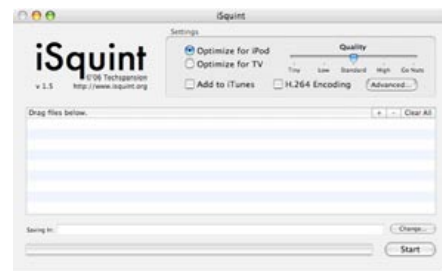 iSquint
Settings
iSquint
©'06 Techspansion
v 1.5 http://www.isquint.org
Optimize for iPod
Optimize for TV
Quality
Tiny Low Standard High Go Nuts
Add to iTunes H.264 Encoding Advanced...
Drag files below. + - Clear All
Saving In: Change...
Start